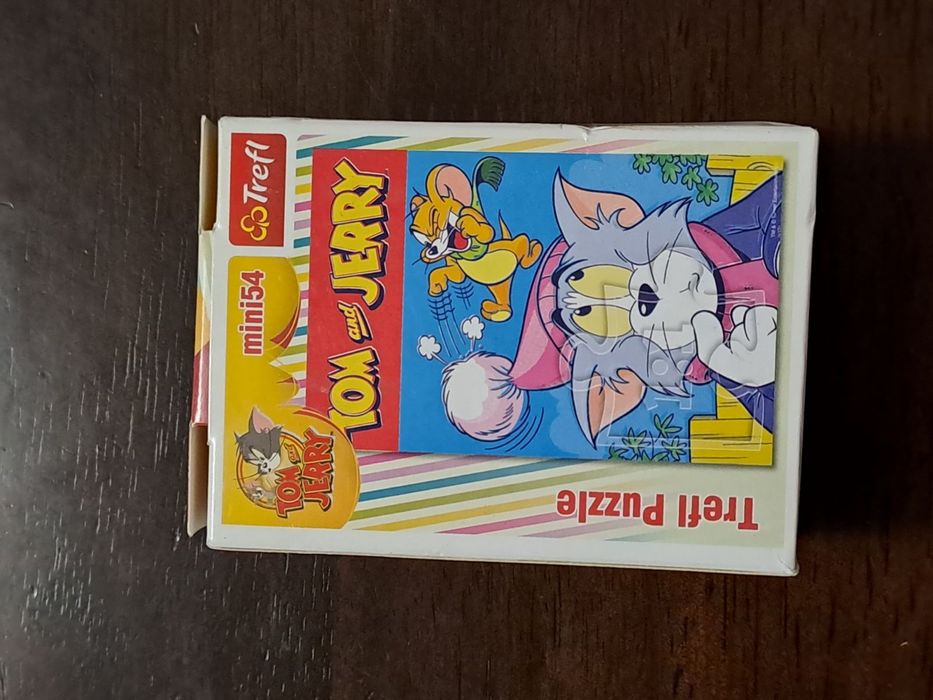 Trefl
mini54
TOM and JERRY
TOM and
JERRY
Trefl Puzzle